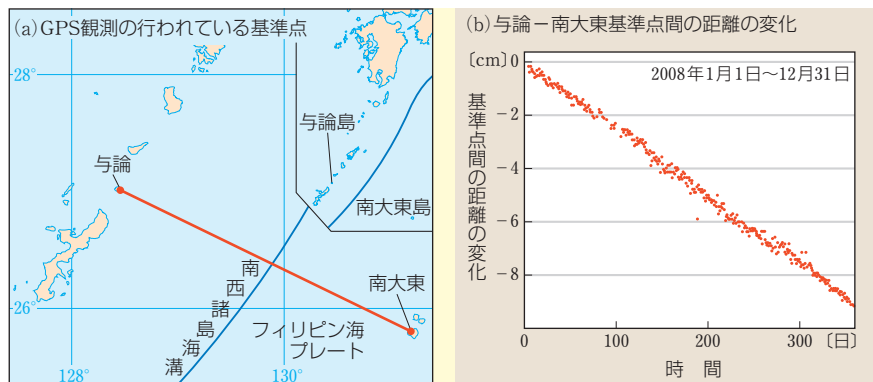 (a)GPS観測の行われている基準点
28°
与論島
与論
南大東島
南西諸島海溝
南大東
26°
フィリピン海
プレート
128°
130°
(b)与論－南大東基準点間の距離の変化
〔cm〕
2008年1月1日～12月31日
0
－2
－4
－6
－8
基準点間の距離の変化
0
100
200
300
〔日〕
時 間